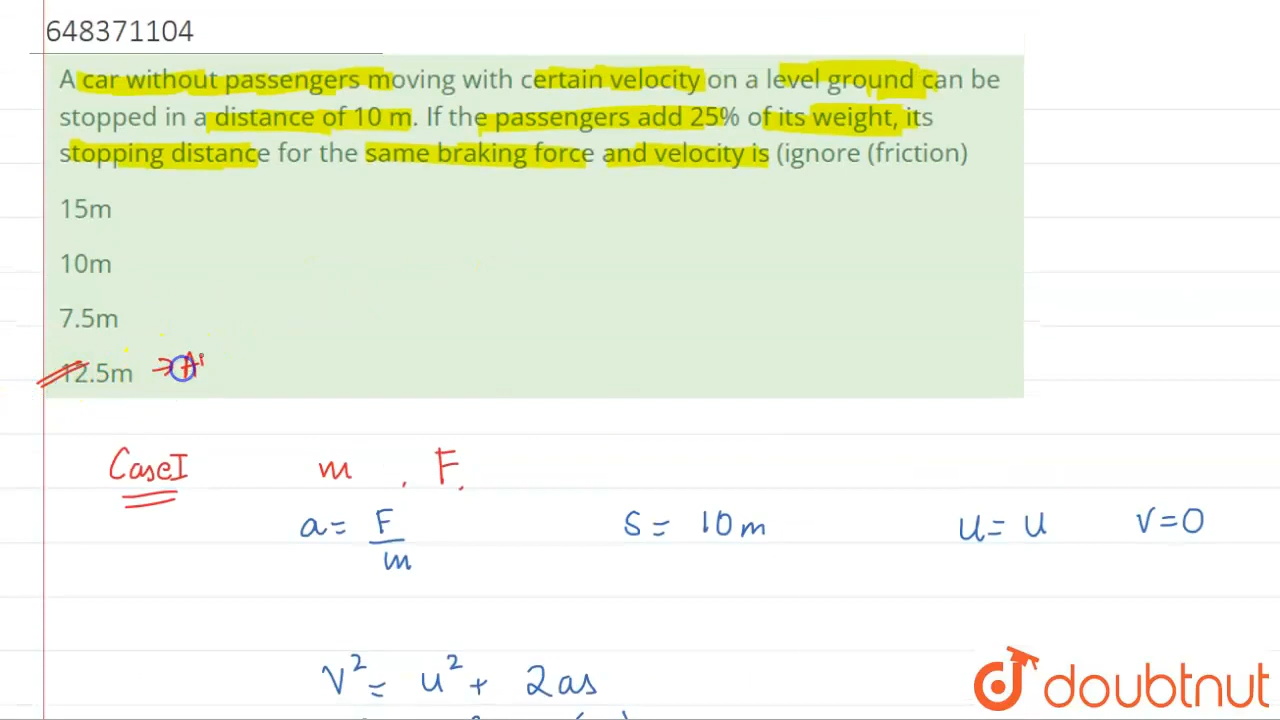 648371104
A car without passengers moving with certain velocity on a level ground can be
stopped in a distance of 10 m. If the passengers add 25% of its weight, its
stopping distance for the same braking force and velocity is (ignore (friction)
15m
10m
7.5m
12.5m →
Case I m , F.
a = F/m S = 10m u = u v = 0
v² = u² + 2as
doubtnut